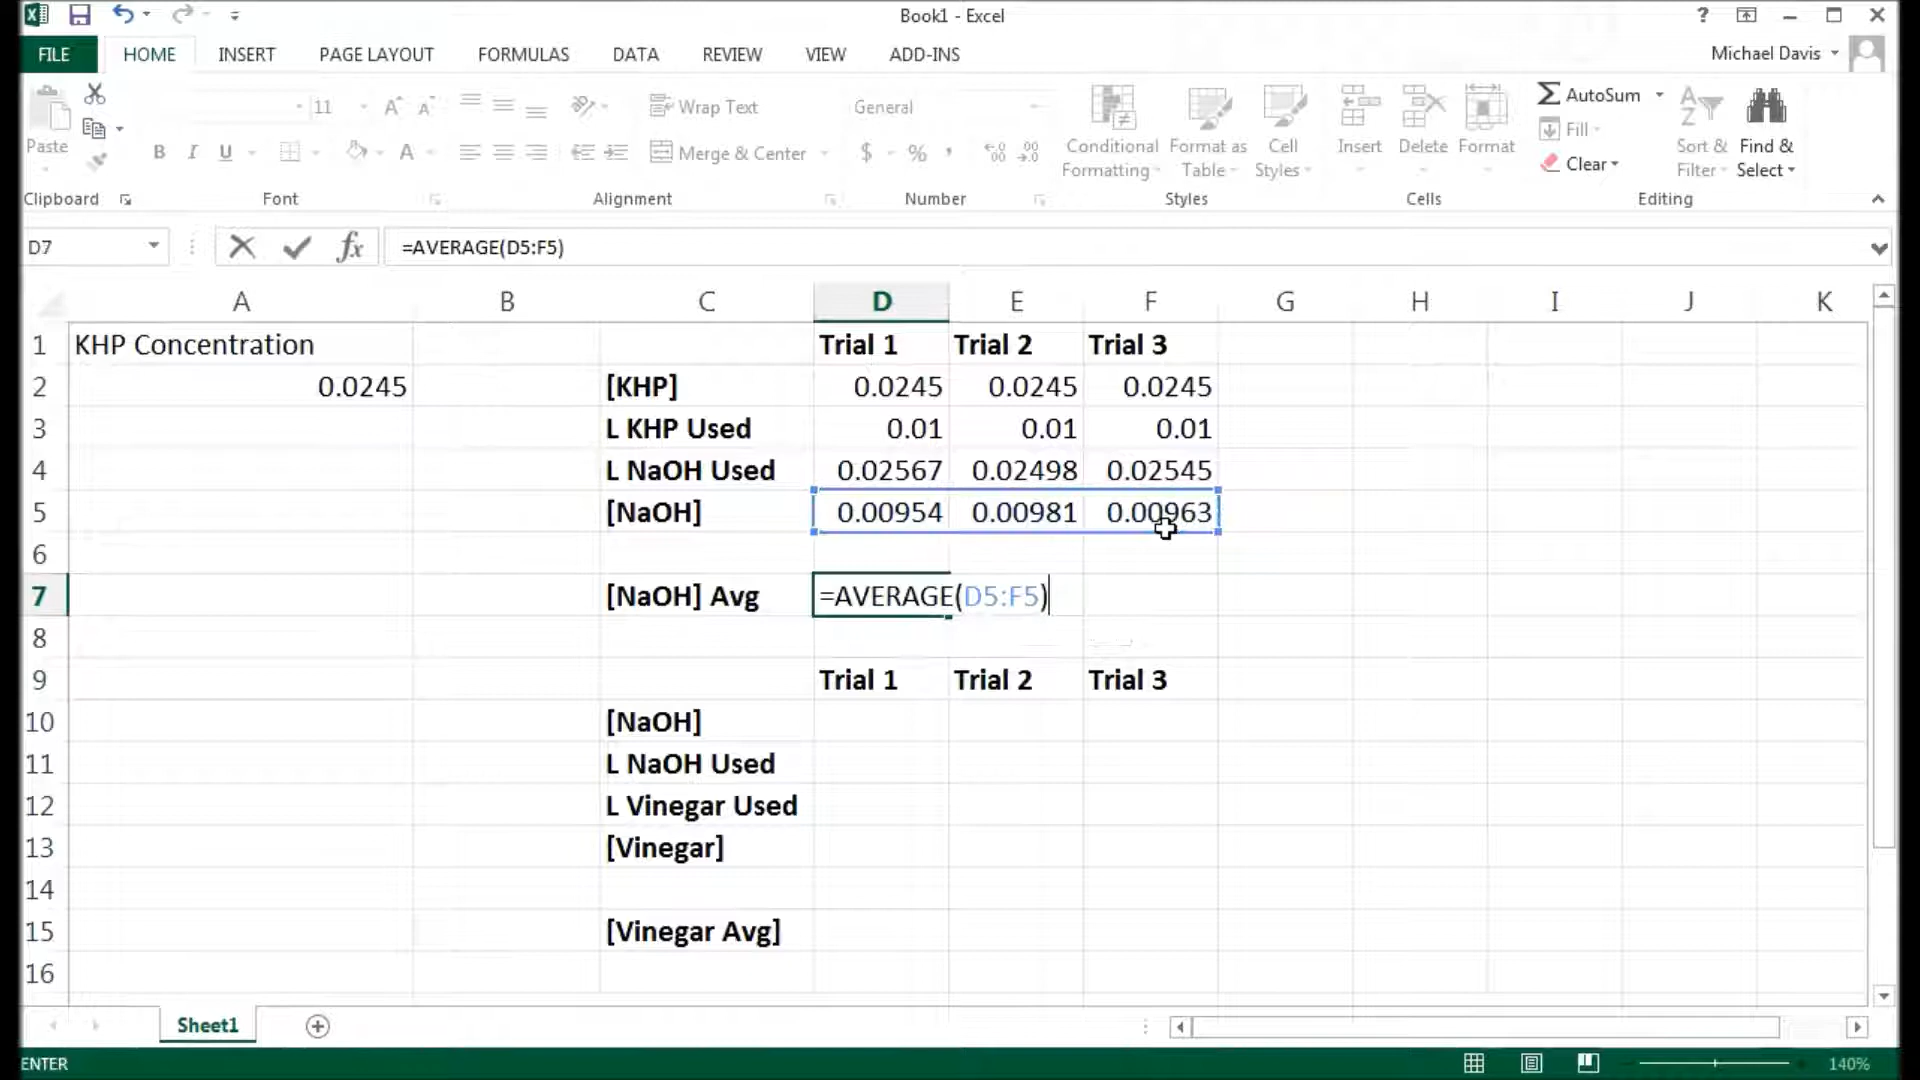 Book1 - Excel
?
FILE HOME INSERT PAGE LAYOUT FORMULAS DATA REVIEW VIEW ADD-INS Michael Davis
Paste
11
A A
B I U A
Wrap Text
Merge & Center
General
$ % ,
Conditional Formatting
Format as Table
Cell Styles
Insert
Delete
Format
AutoSum
Fill
Clear
Sort & Filter
Find & Select
Clipboard Font Alignment Number Styles Cells Editing
D7 fx =AVERAGE(D5:F5)
A B C D E F G H I J K
1 KHP Concentration Trial 1 Trial 2 Trial 3
2 0.0245 [KHP] 0.0245 0.0245 0.0245
3 L KHP Used 0.01 0.01 0.01
4 L NaOH Used 0.02567 0.02498 0.02545
5 [NaOH] 0.00954 0.00981 0.00963
6
7 [NaOH] Avg =AVERAGE(D5:F5)
8
9 Trial 1 Trial 2 Trial 3
10 [NaOH]
11 L NaOH Used
12 L Vinegar Used
13 [Vinegar]
14
15 [Vinegar Avg]
16
Sheet1
ENTER 140%